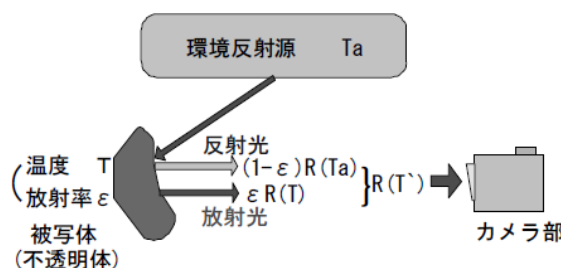 環境反射源 Ta
反射光
温度 T
(1-ε)R(Ta)
放射率 ε
εR(T)
R(T`)
放射光
被写体
(不透明体)
カメラ部